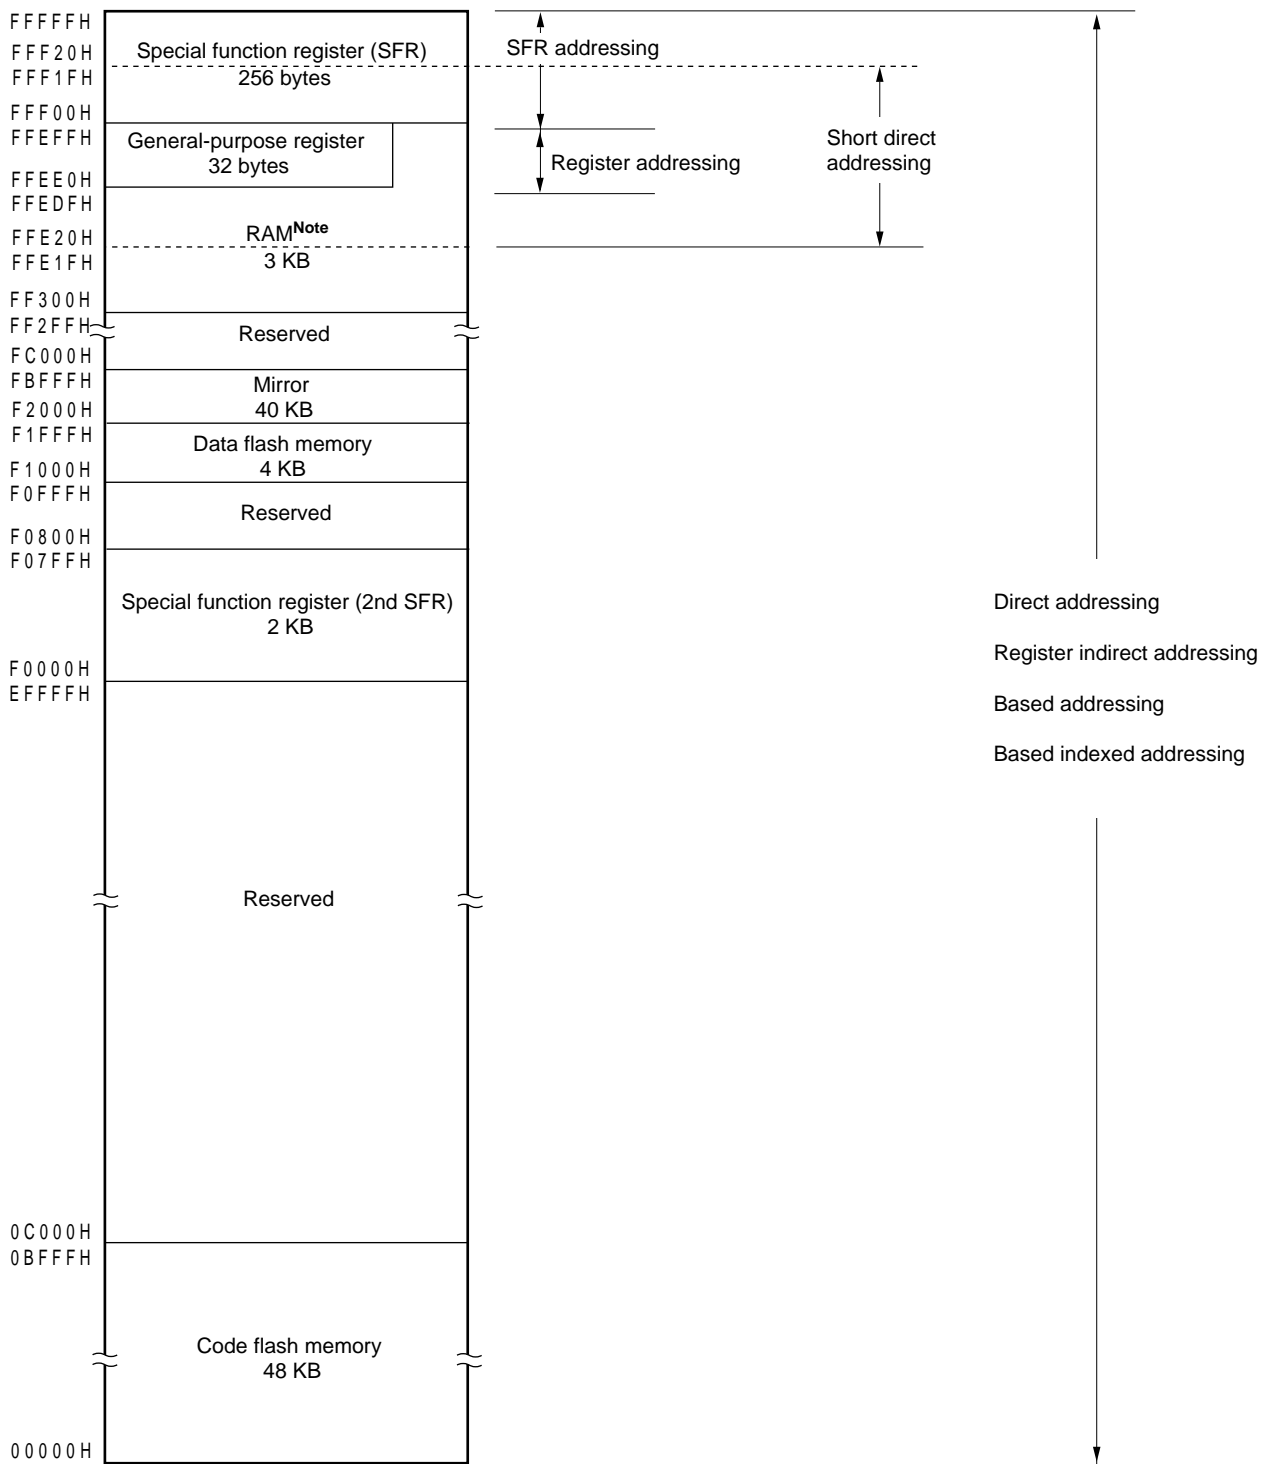 FFFFFH
FFF20H
Special function register (SFR)
SFR addressing
FFF1FH
256 bytes
FFF00H
FFEFFH
General-purpose register
32 bytes
Register addressing
Short direct
addressing
FFEE0H
FFEDFH
FFE20H
RAMNote
FFE1FH
3 KB
FF300H
FF2FFH
Reserved
FC000H
FBFFFH
Mirror
F2000H
40 KB
F1FFFH
Data flash memory
F1000H
4 KB
F0FFFH
Reserved
F0800H
F07FFH
Special function register (2nd SFR)
2 KB
F0000H
EFFFFH
Direct addressing
Register indirect addressing
Based addressing
Based indexed addressing
Reserved
0C000H
0BFFFH
Code flash memory
48 KB
00000H